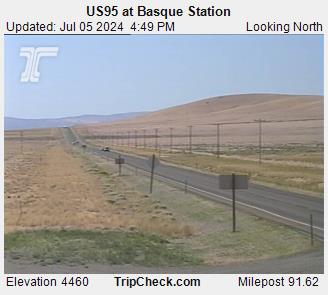 US95 at Basque Station
Updated: Jul 05 2024 4:49 PM Looking North
Elevation 4460 TripCheck.com Milepost 91.62